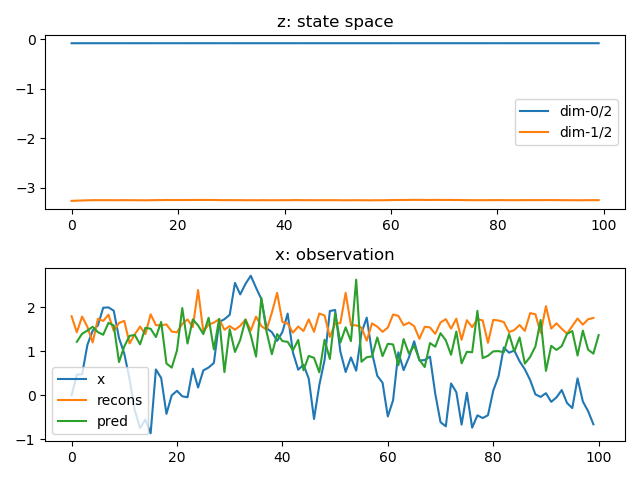 z: state space
0
−1
−2
−3
dim-0/2
dim-1/2
0 20 40 60 80 100
x: observation
2
1
0
−1
x
recons
pred
0 20 40 60 80 100